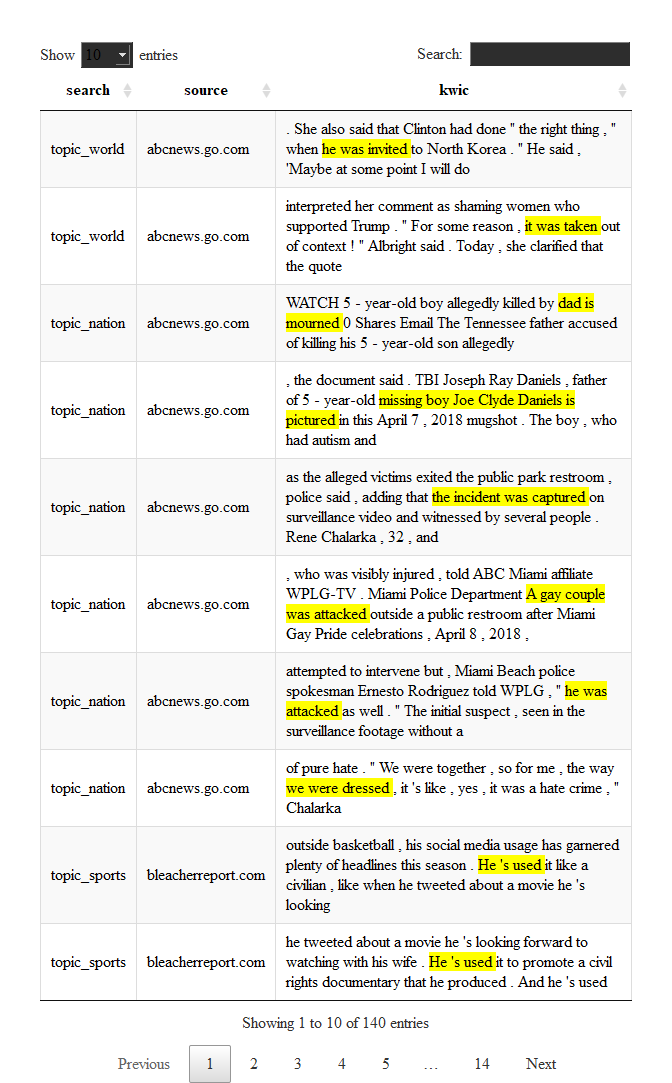 Show 10 entries Search:
search source kwic
. She also said that Clinton had done " the right thing , "
topic_world abcnews.go.com when he was invited to North Korea . " He said ,
'Maybe at some point I will do
interpreted her comment as shaming women who
supported Trump . " For some reason , it was taken out
topic_world abcnews.go.com of context ! " Albright said . Today , she clarified that
the quote
WATCH 5 - year-old boy allegedly killed by dad is
topic_nation abcnews.go.com mourned 0 Shares Email The Tennessee father accused
of killing his 5 - year-old son allegedly
, the document said . TBI Joseph Ray Daniels , father
of 5 - year-old missing boy Joe Clyde Daniels is
topic_nation abcnews.go.com pictured in this April 7 , 2018 mugshot . The boy , who
had autism and
as the alleged victims exited the public park restroom ,
police said , adding that the incident was captured on
topic_nation abcnews.go.com surveillance video and witnessed by several people .
Rene Chalarka , 32 , and
, who was visibly injured , told ABC Miami affiliate
WPLG-TV . Miami Police Department A gay couple
topic_nation abcnews.go.com was attacked outside a public restroom after Miami
Gay Pride celebrations , April 8 , 2018 ,
attempted to intervene but , Miami Beach police
spokesman Ernesto Rodriguez told WPLG , " he was
topic_nation abcnews.go.com attacked as well . " The initial suspect , seen in the
surveillance footage without a
of pure hate . " We were together , so for me , the way
topic_nation abcnews.go.com we were dressed , it 's like , yes , it was a hate crime , "
Chalarka
outside basketball , his social media usage has garnered
plenty of headlines this season . He 's used it like a
topic_sports bleacherreport.com civilian , like when he tweeted about a movie he 's
looking
he tweeted about a movie he 's looking forward to
topic_sports bleacherreport.com watching with his wife . He 's used it to promote a civil
rights documentary that he produced . And he 's used
Showing 1 to 10 of 140 entries
Previous 1 2 3 4 5 … 14 Next